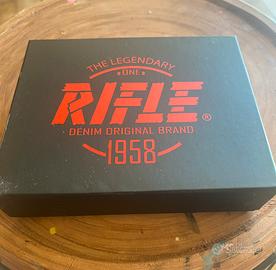 THE LEGENDARY
ONE
RIFLE®
DENIM ORIGINAL BRAND
1958